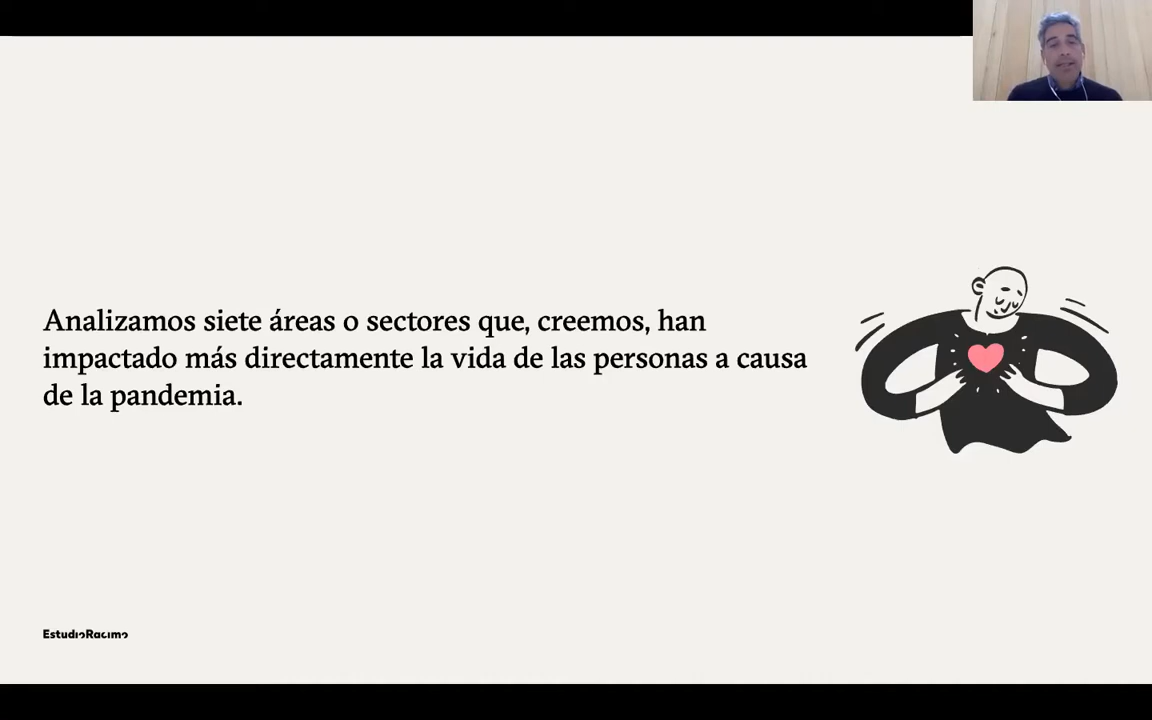 Analizamos siete áreas o sectores que, creemos, han
impactado más directamente la vida de las personas a causa
de la pandemia.
EstudioRacimo